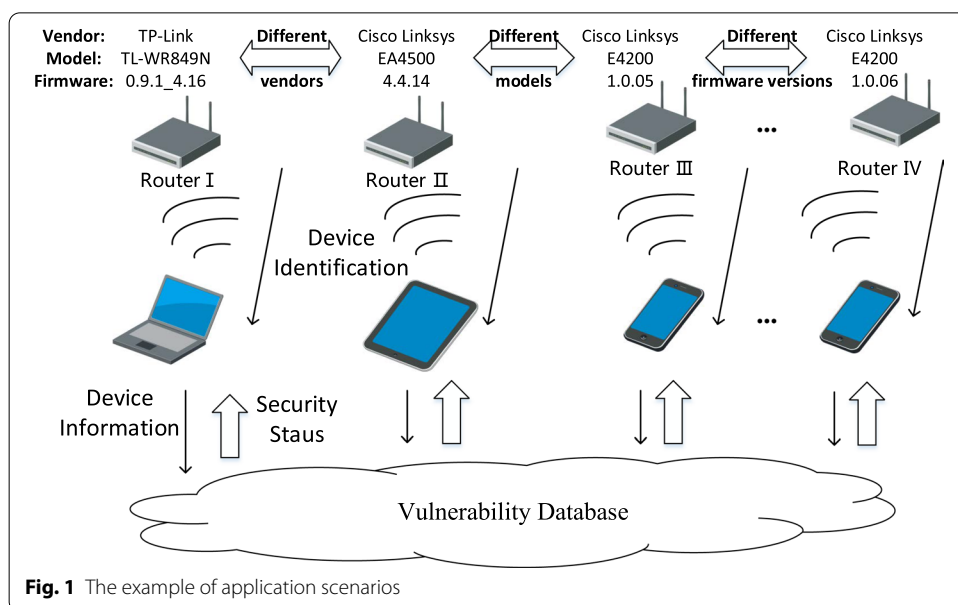 Vendor: TP-Link Different Cisco Linksys Different Cisco Linksys Different Cisco Linksys
Model: TL-WR849N EA4500 E4200 E4200
Firmware: 0.9.1_4.16 vendors 4.4.14 models 1.0.05 firmware versions 1.0.06
...
Router Ⅰ Router Ⅱ Router Ⅲ Router Ⅳ
Device
Identification
...
Device
Information
Security
Staus
Vulnerability Database
Fig. 1 The example of application scenarios